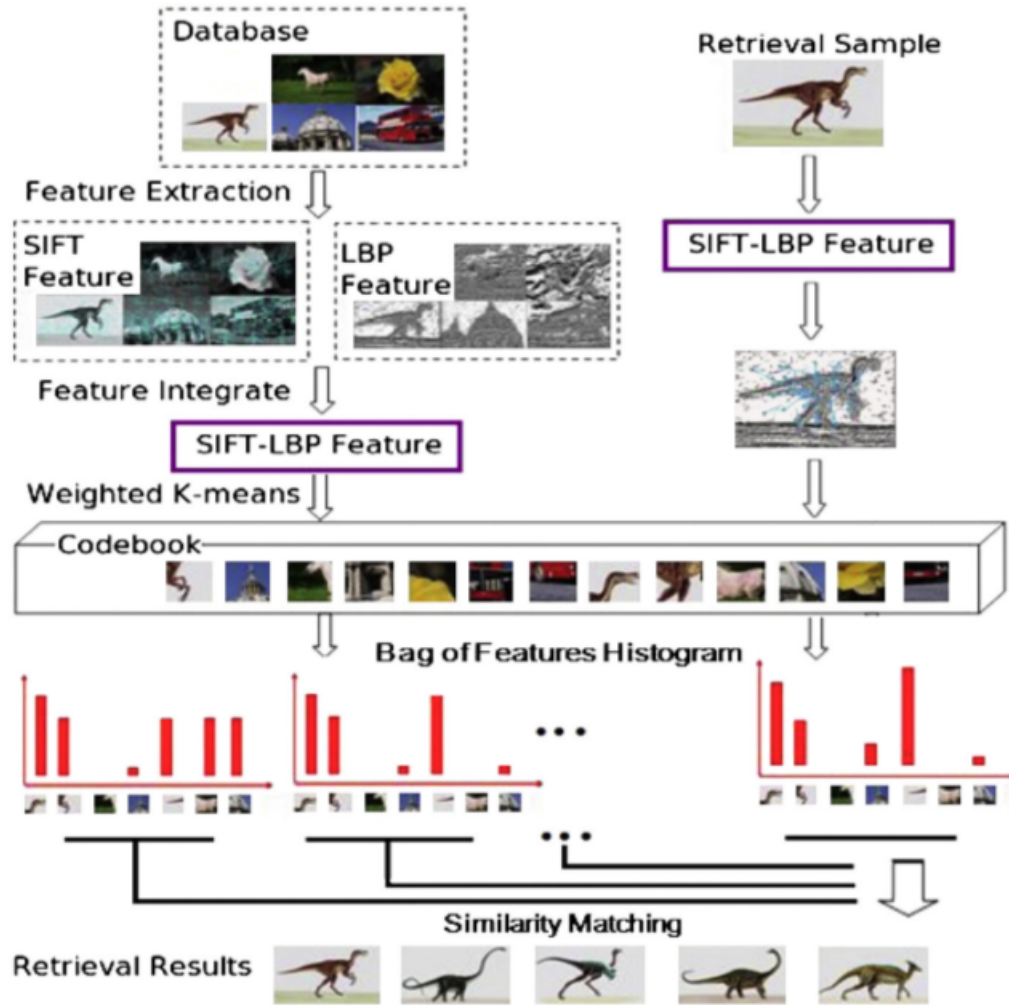 Database
Retrieval Sample
Feature Extraction
SIFT
Feature
LBP
Feature
SIFT-LBP Feature
Feature Integrate
SIFT-LBP Feature
Weighted K-means
Codebook
Bag of Features Histogram
...
...
Similarity Matching
Retrieval Results